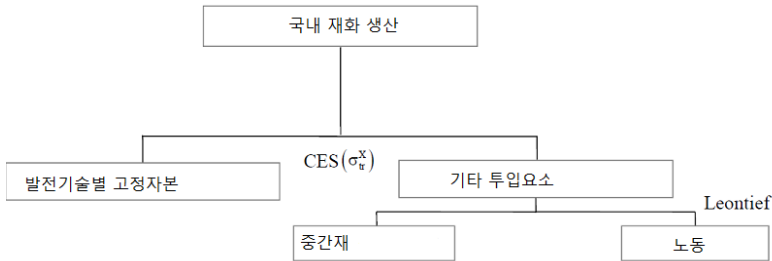 국내 재화 생산
CES(σ_tr^X)
발전기술별 고정자본
기타 투입요소
Leontief
중간재
노동